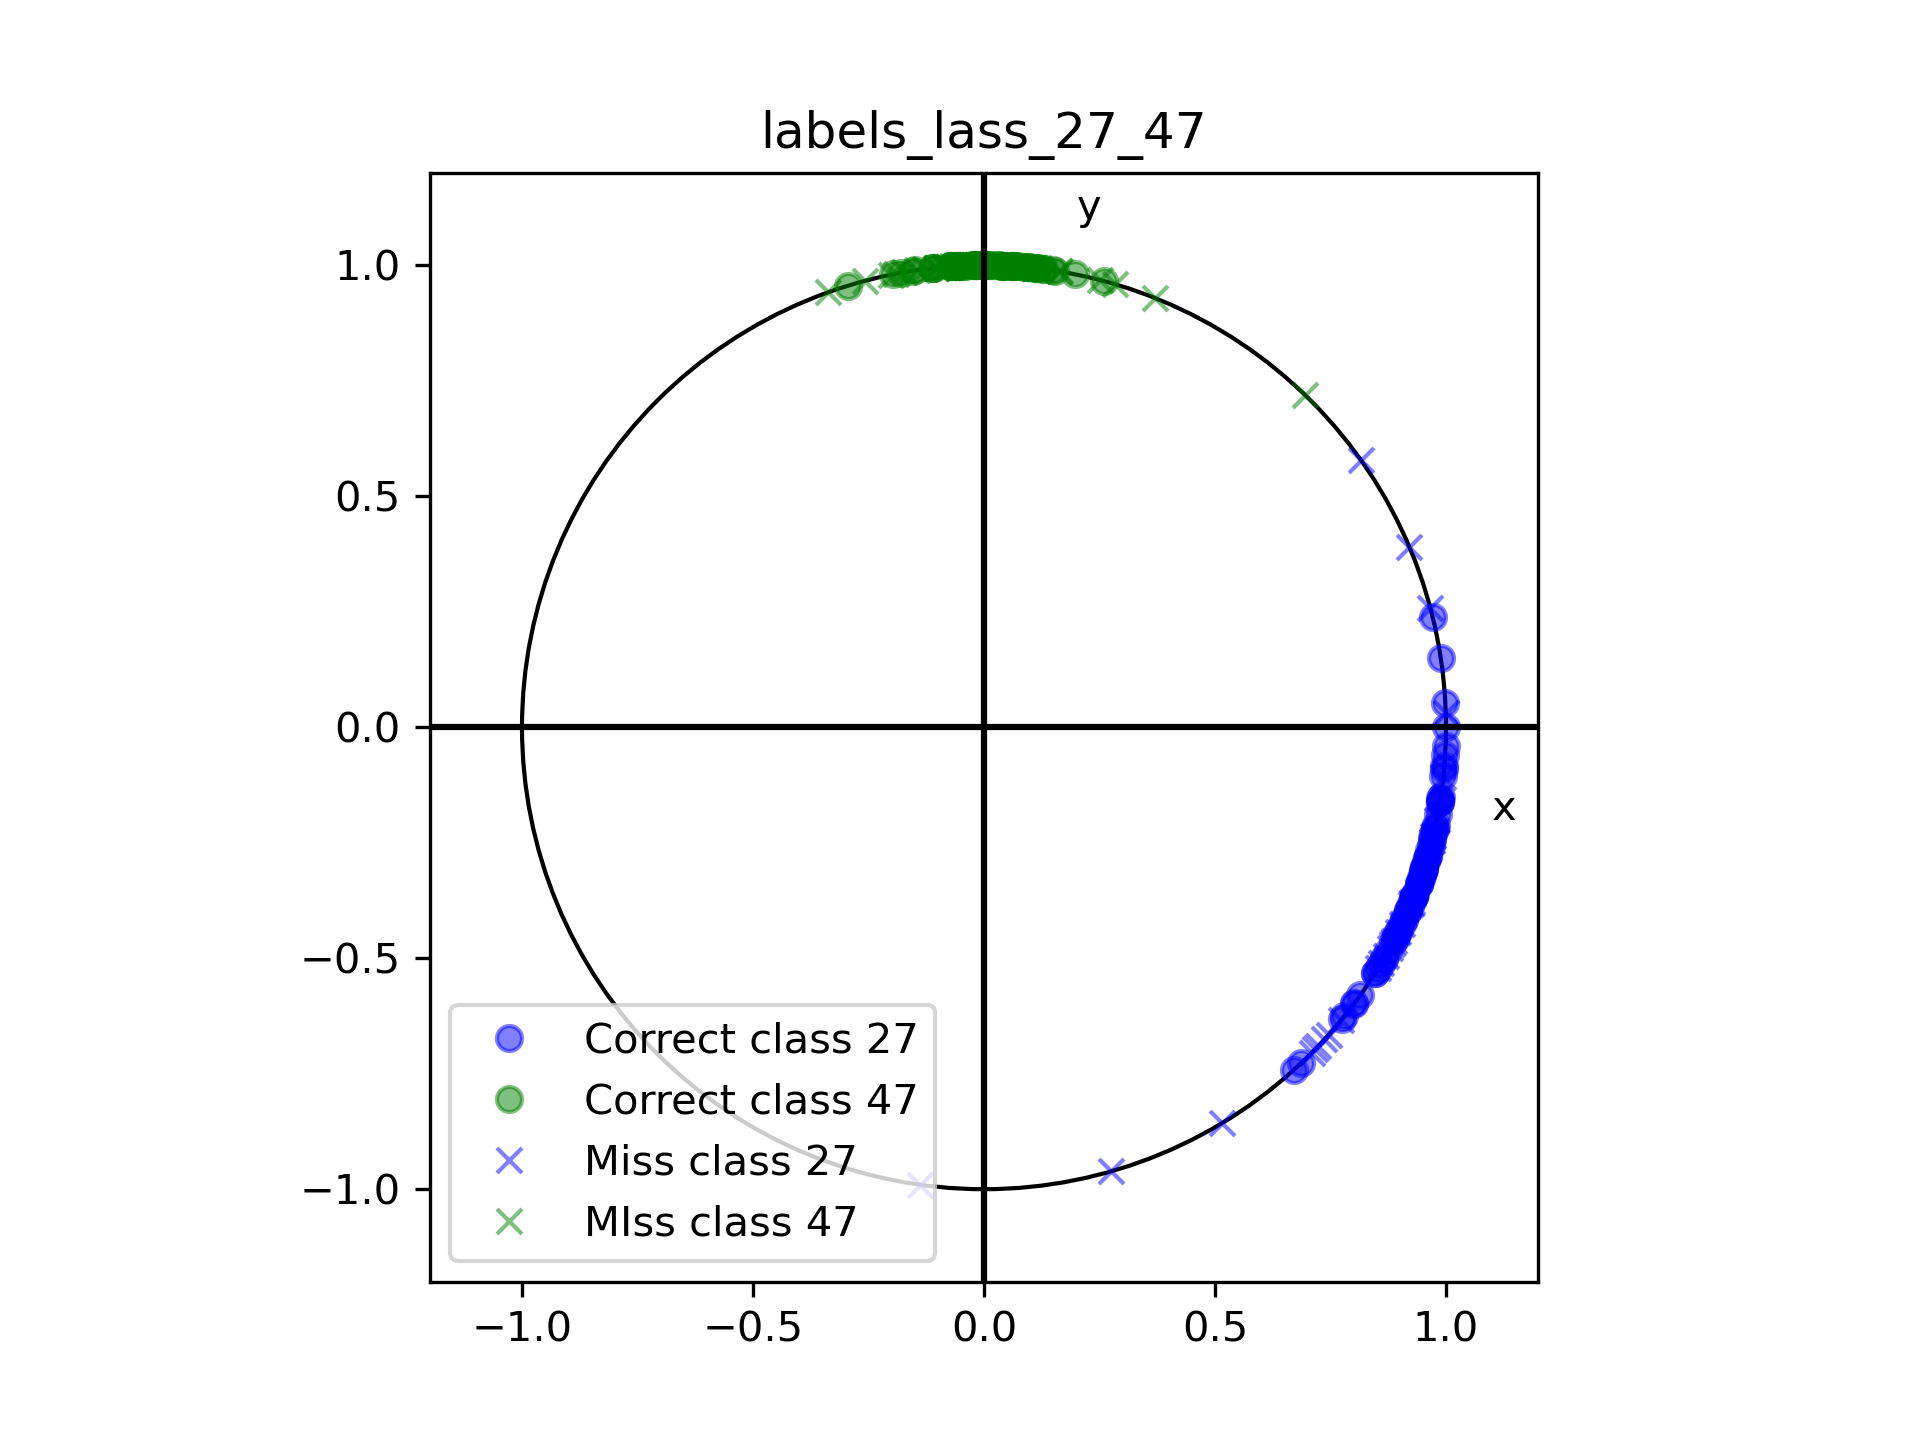 labels_lass_27_47
y
1.0
0.5
0.0
x
−0.5
−1.0
Correct class 27
Correct class 47
Miss class 27
MIss class 47
−1.0 −0.5 0.0 0.5 1.0